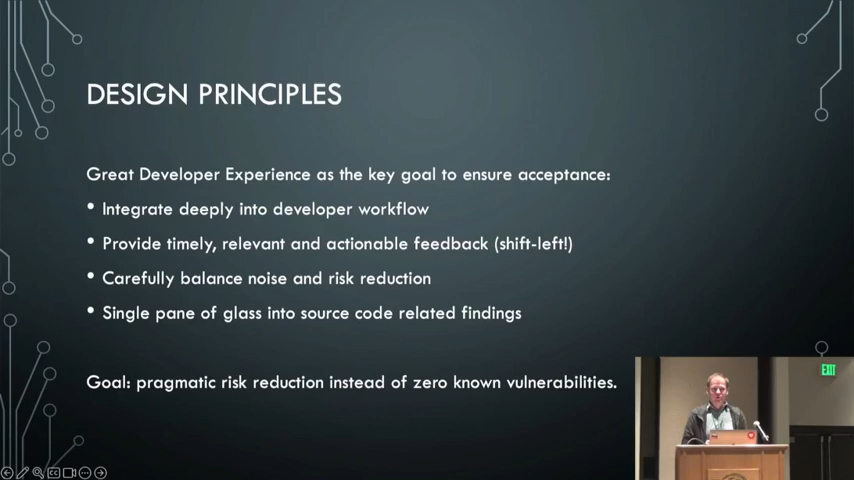 DESIGN PRINCIPLES
Great Developer Experience as the key goal to ensure acceptance:
• Integrate deeply into developer workflow
• Provide timely, relevant and actionable feedback (shift-left!)
• Carefully balance noise and risk reduction
• Single pane of glass into source code related findings
Goal: pragmatic risk reduction instead of zero known vulnerabilities.
EXIT